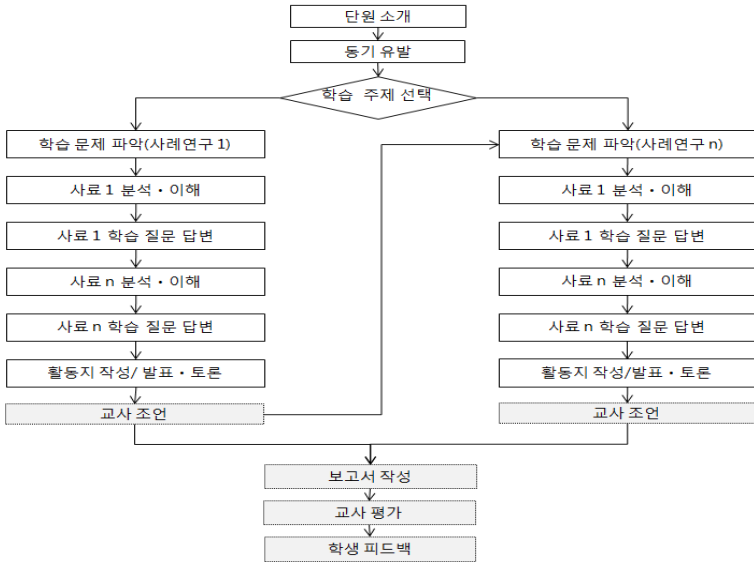 단원 소개
동기 유발
학습 주제 선택
학습 문제 파악(사례연구 1)
사료 1 분석・이해
사료 1 학습 질문 답변
사료 n 분석・이해
사료 n 학습 질문 답변
활동지 작성/ 발표・토론
교사 조언
학습 문제 파악(사례연구 n)
사료 1 분석・이해
사료 1 학습 질문 답변
사료 n 분석・이해
사료 n 학습 질문 답변
활동지 작성/발표・토론
교사 조언
보고서 작성
교사 평가
학생 피드백